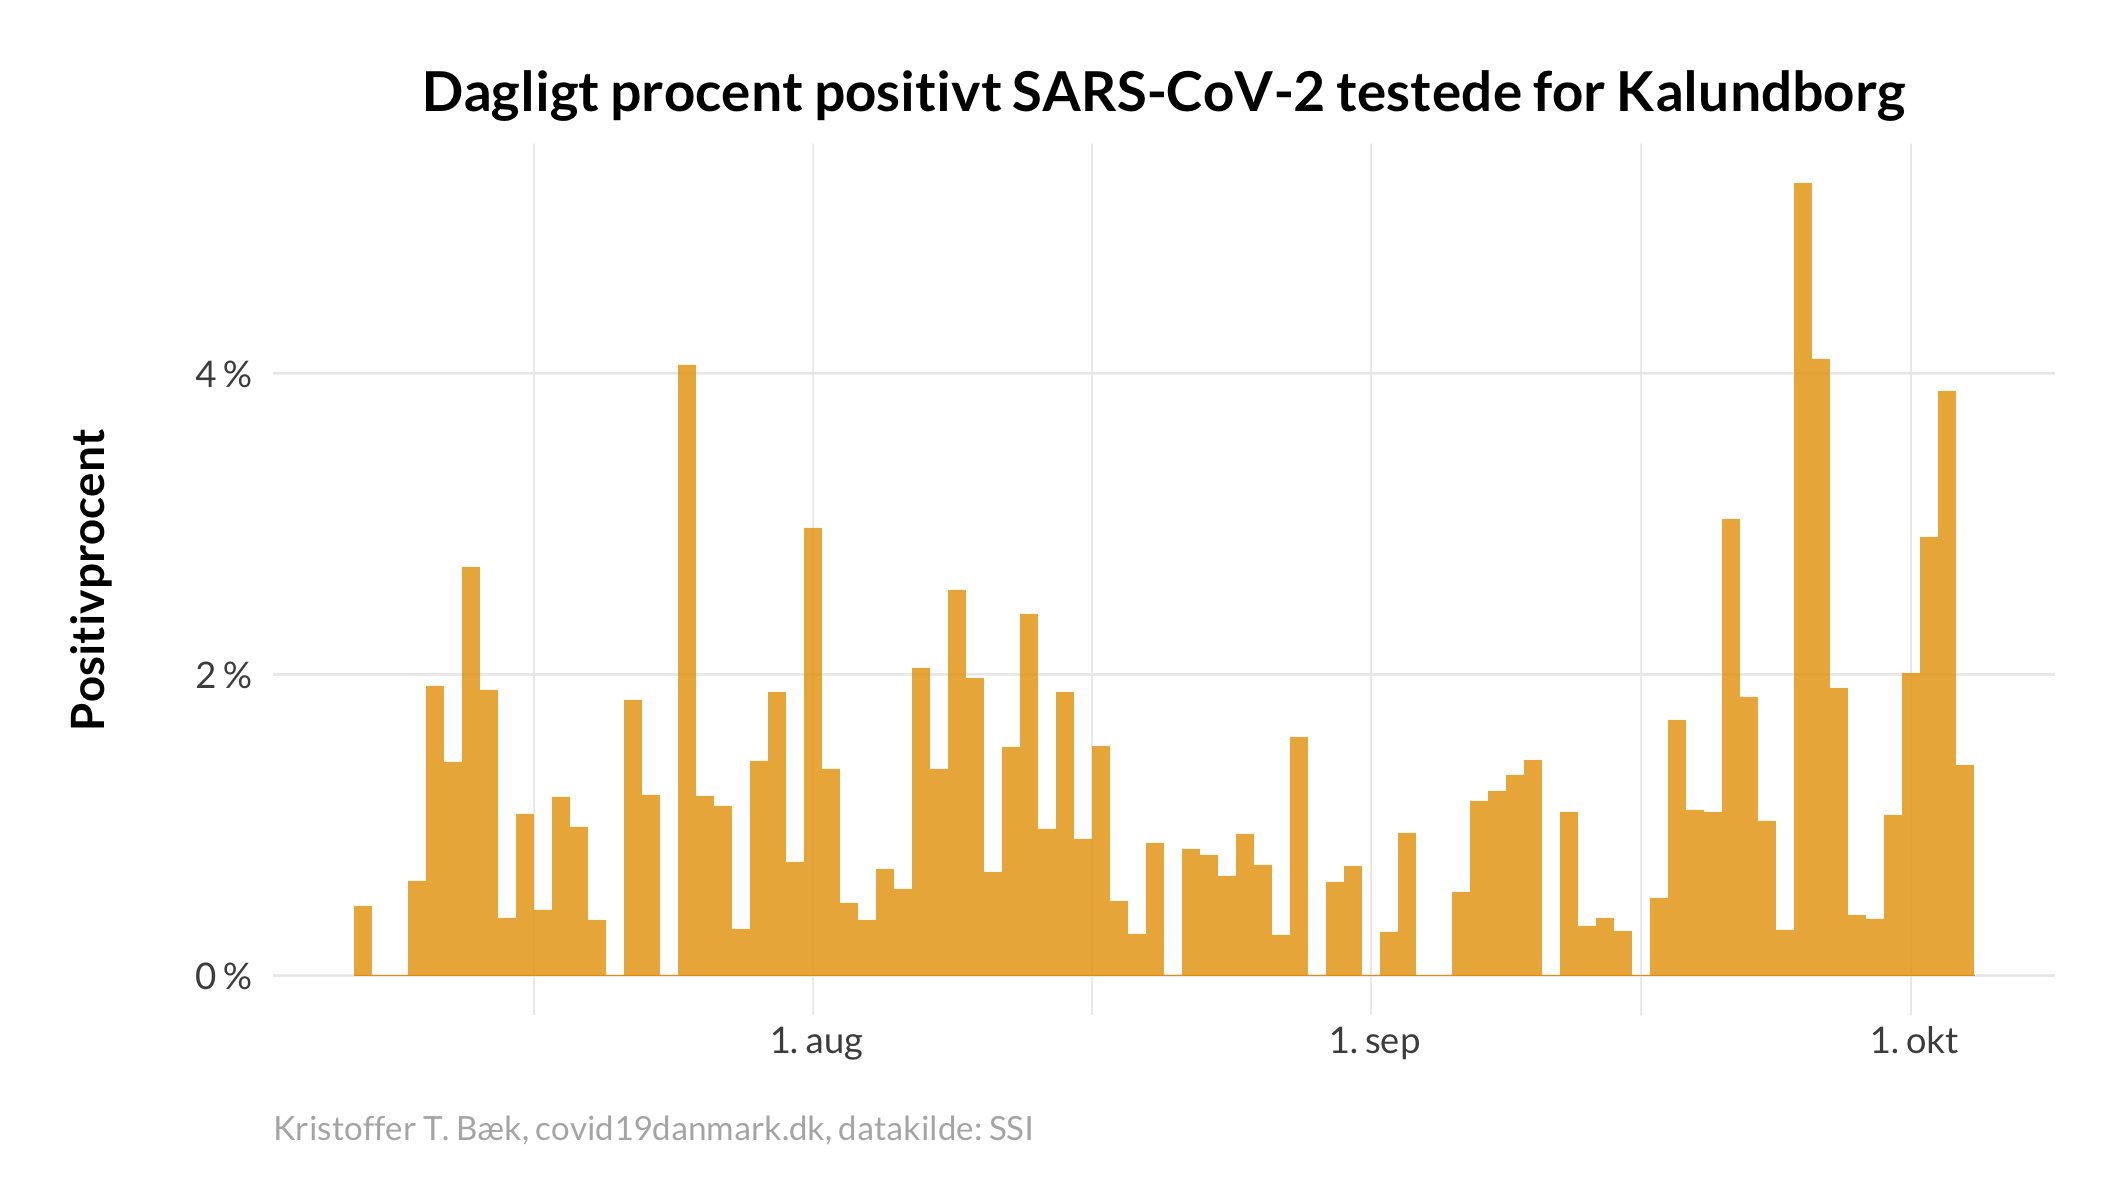 Dagligt procent positivt SARS-CoV-2 testede for Kalundborg
Positivprocent
4 %
2 %
0 %
1. aug
1. sep
1. okt
Kristoffer T. Bæk, covid19danmark.dk, datakilde: SSI